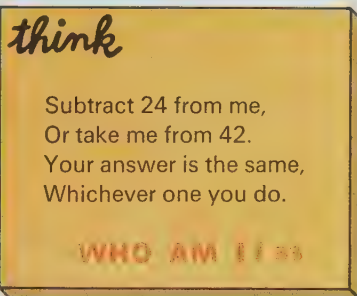 think
Subtract 24 from me,
Or take me from 42.
Your answer is the same,
Whichever one you do.
WHO AM I